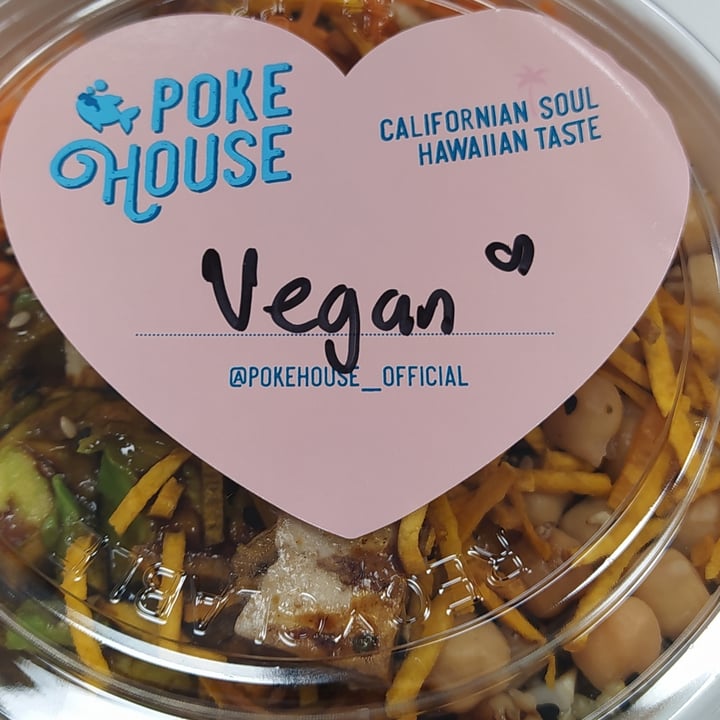 POKE
HOUSE
CALIFORNIAN SOUL
HAWAIIAN TASTE
Vegan
@POKEHOUSE_OFFICIAL